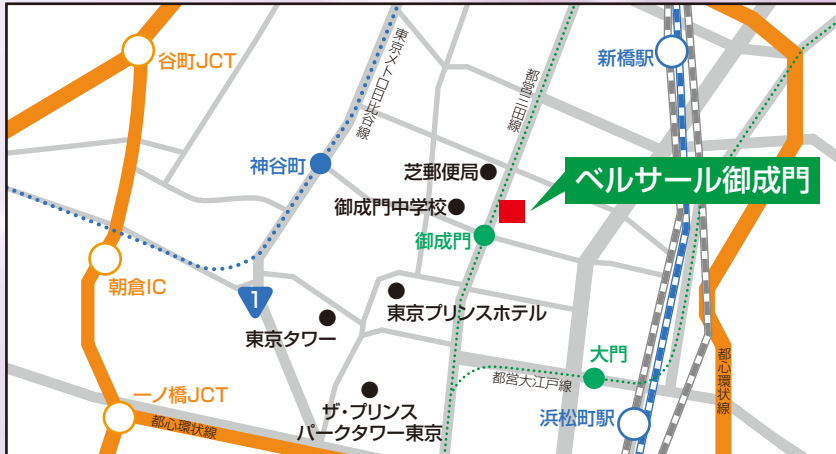 谷町JCT
東京メトロ日比谷線
都営三田線
新橋駅
神谷町
芝郵便局
ベルサール御成門
御成門中学校
御成門
朝倉IC
1
東京プリンスホテル
東京タワー
大門
都営大江戸線
都心環状線
一ノ橋JCT
都心環状線
ザ・プリンス
パークタワー東京
浜松町駅